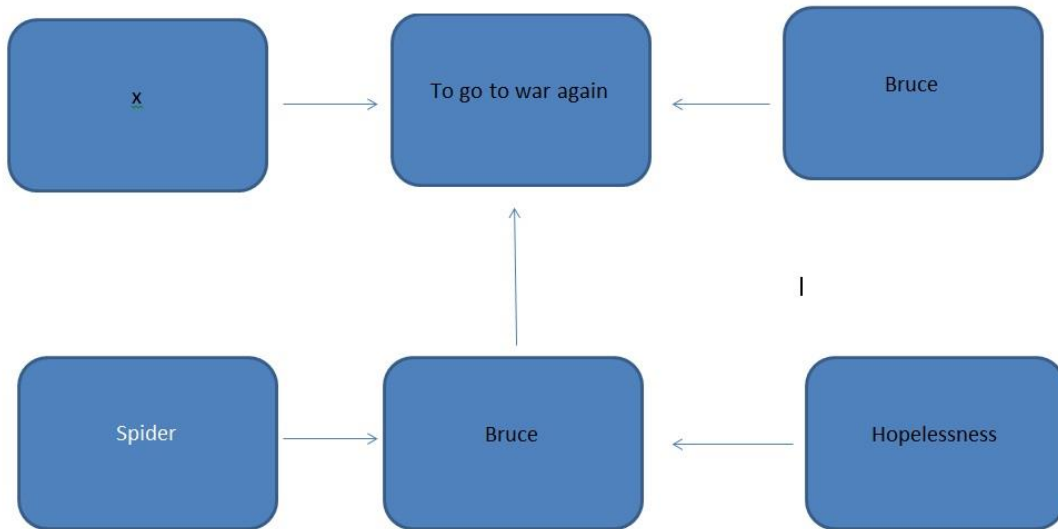 x
To go to war again
Bruce
Spider
Bruce
Hopelessness